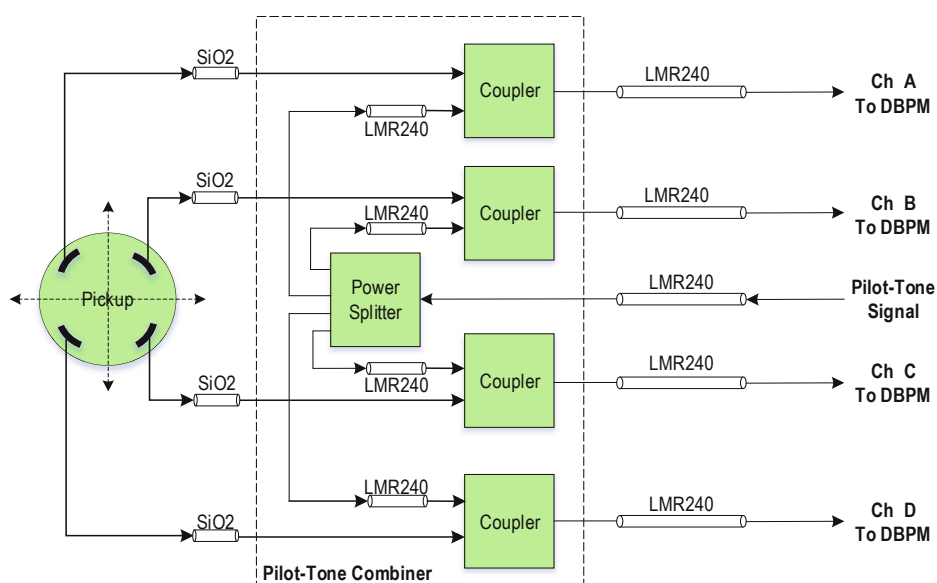 SiO2
Coupler
LMR240
LMR240
Ch A
To DBPM
SiO2
LMR240
Coupler
LMR240
Ch B
To DBPM
Pickup
Power
Splitter
LMR240
Pilot-Tone
Signal
SiO2
LMR240
Coupler
LMR240
Ch C
To DBPM
SiO2
LMR240
Coupler
LMR240
Ch D
To DBPM
Pilot-Tone Combiner